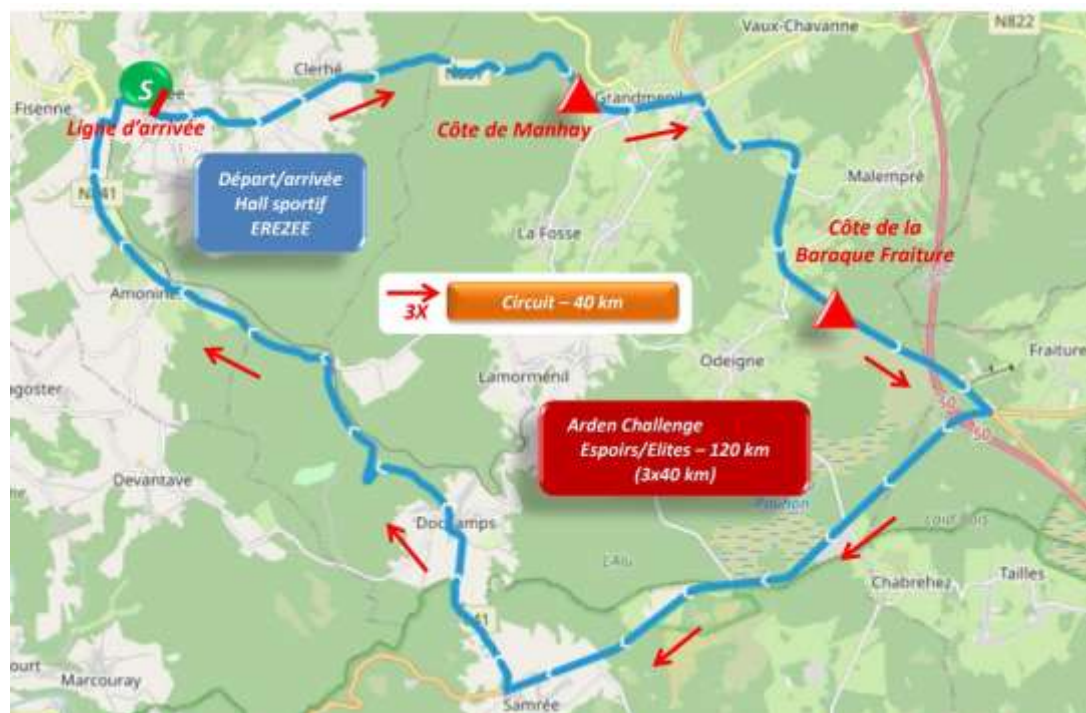 Vaux-Chavanne
N822
Clerhé
S
Fisenne
Ligne d'arrivée
Grandmenil
Côte de Manhay
Malempré
Départ/arrivée
Hall sportif
EREZEE
La Fosse
Côte de la
Baraque Fraiture
Amonines
3X
Circuit – 40 km
Odeigne
Fraiture
Lamorménil
Arden Challenge
Espoirs/Elites – 120 km
(3x40 km)
Devantave
Dochamps
Chabrehez
Tailles
Marcouray
Samrée